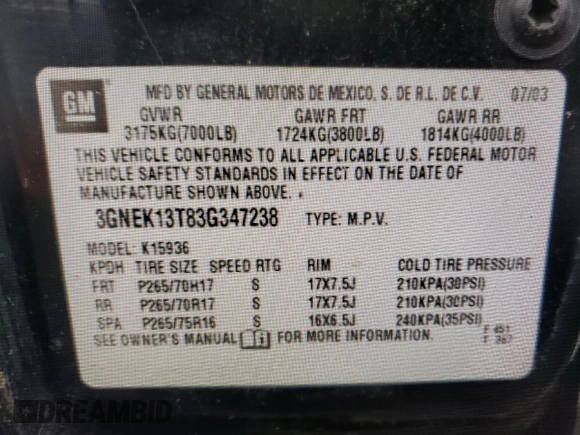 GM
MFD BY GENERAL MOTORS DE MEXICO, S. DE R.L. DE C.V. 07/03
GVWR GAWR FRT GAWR RR
3175KG(7000LB) 1724KG(3800LB) 1814KG(4000LB)
THIS VEHICLE CONFORMS TO ALL APPLICABLE U.S. FEDERAL MOTOR
VEHICLE SAFETY STANDARDS IN EFFECT ON THE DATE OF
MANUFACTURE SHOWN ABOVE.
3GNEK13T83G347238 TYPE: M.P.V.
MODEL: K15936
KPDH TIRE SIZE SPEED RTG RIM COLD TIRE PRESSURE
FRT P265/70R17 S 17X7.5J 210KPA(30PSI)
RR P265/70R17 S 17X7.5J 210KPA(30PSI)
SPA P265/75R16 S 16X6.5J 240KPA(35PSI)
SEE OWNER'S MANUAL FOR MORE INFORMATION. F 451
T 367
DREAMBID